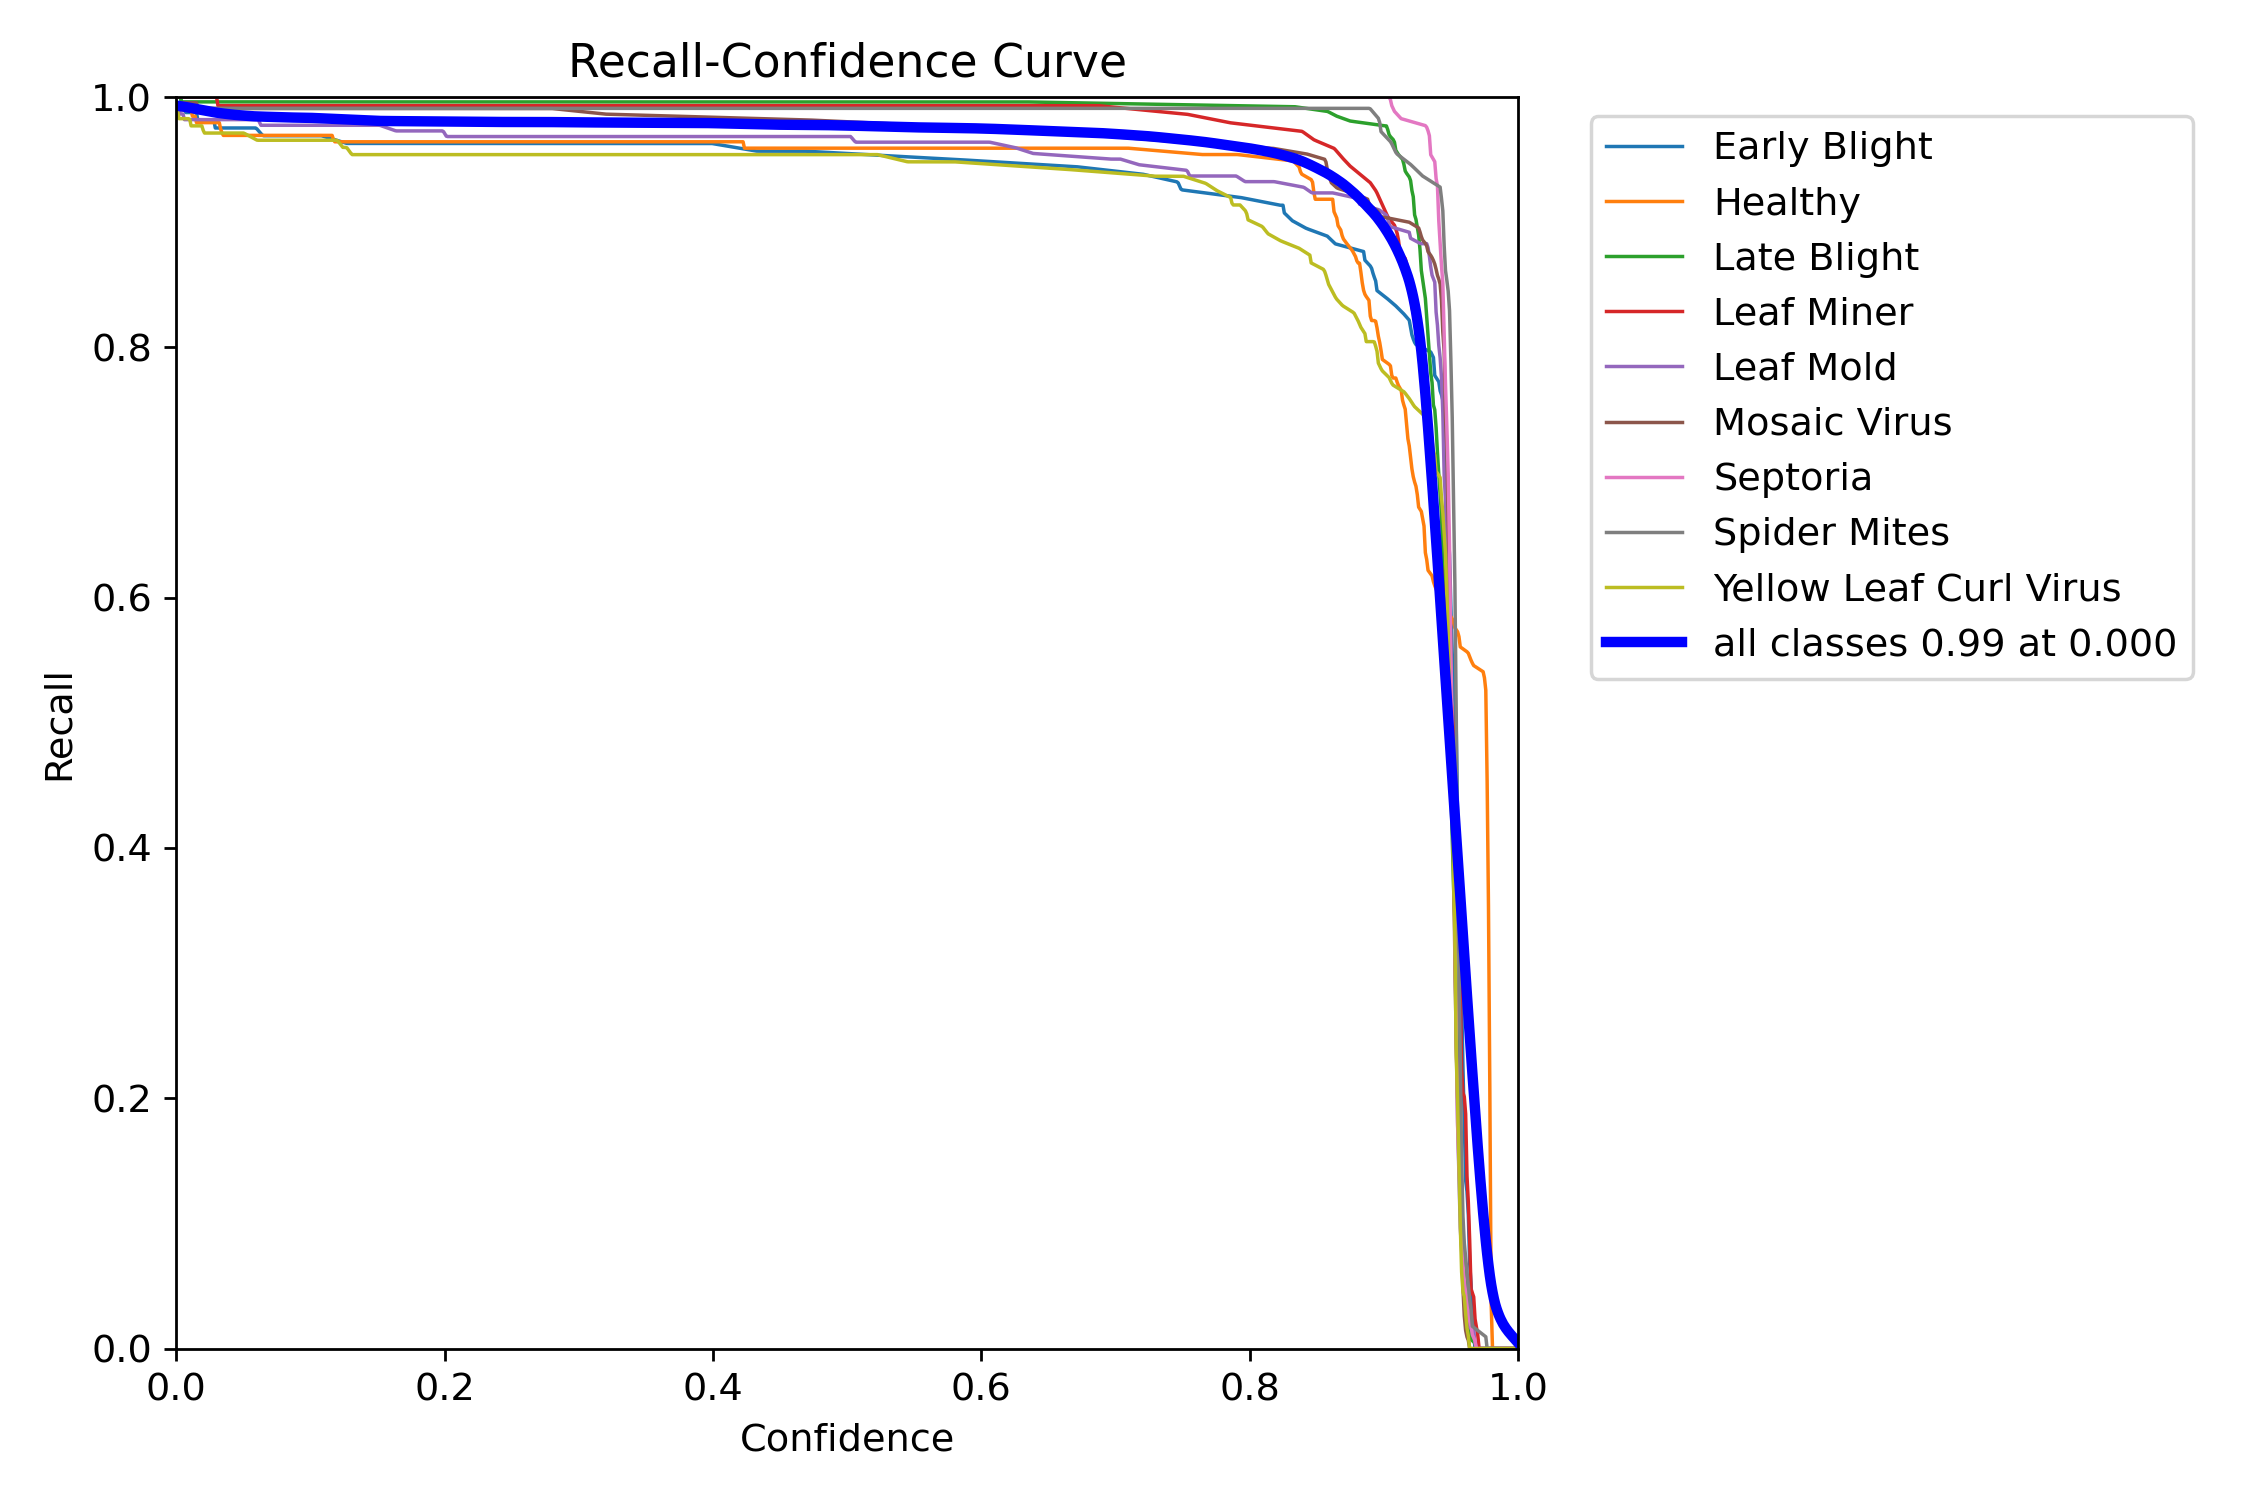 Recall-Confidence Curve
1.0
0.8
0.6
0.4
0.2
0.0
Recall
0.0 0.2 0.4 0.6 0.8 1.0
Confidence
Early Blight
Healthy
Late Blight
Leaf Miner
Leaf Mold
Mosaic Virus
Septoria
Spider Mites
Yellow Leaf Curl Virus
all classes 0.99 at 0.000